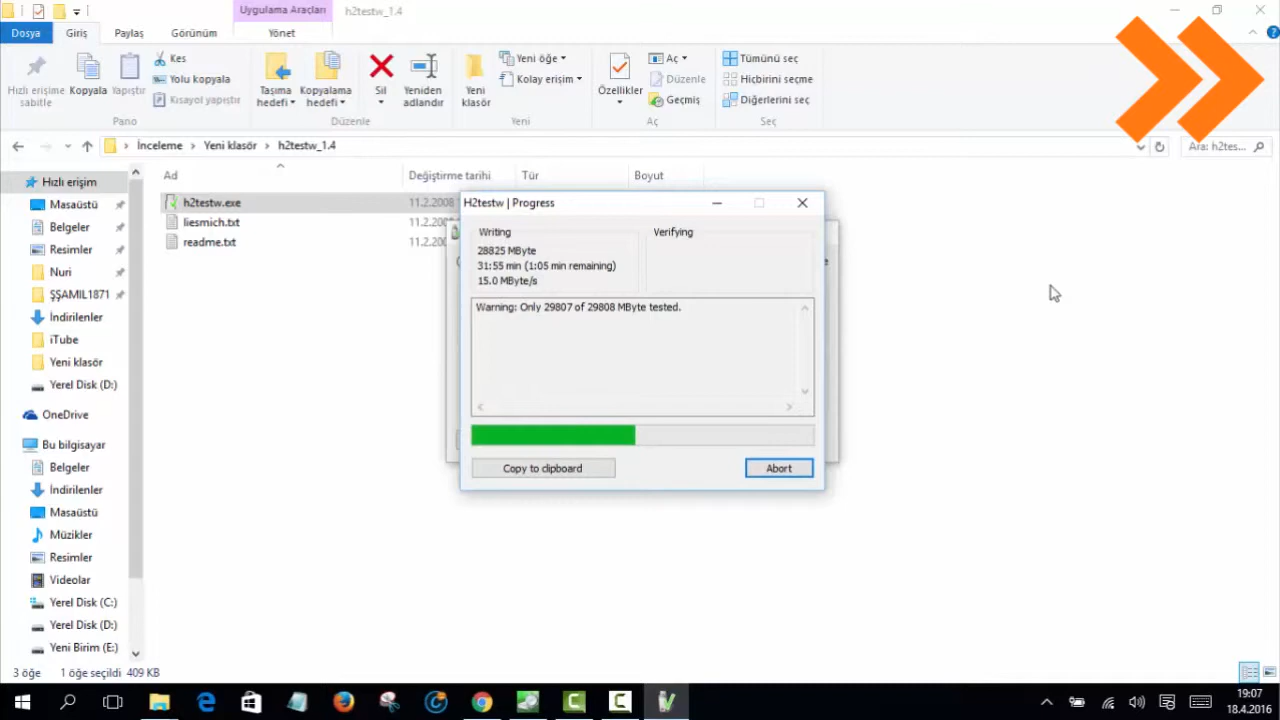 Uygulama Araçları
h2testw_1.4
Dosya
Giriş
Paylaş
Görünüm
Yönet
Hızlı erişime
sabitle
Kopyala
Yapıştır
Kes
Yolu kopyala
Kısayol yapıştır
Taşıma
hedefi
Kopyalama
hedefi
Sil
Yeniden
adlandır
Yeni
klasör
Yeni öğe
Kolay erişim
Özellikler
Aç
Düzenle
Geçmiş
Tümünü seç
Hiçbirini seçme
Diğerlerini seç
Pano
Düzenle
Yeni
Aç
Seç
İnceleme
Yeni klasör
h2testw_1.4
Ara: h2tes...
Ad
Değiştirme tarihi
Tür
Boyut
h2testw.exe
11.2.2008
liesmich.txt
readme.txt
Hızlı erişim
Masaüstü
Belgeler
Resimler
Nuri
ŞŞAMIL1871
İndirilenler
iTube
Yeni klasör
Yerel Disk (D:)
OneDrive
Bu bilgisayar
Belgeler
İndirilenler
Masaüstü
Müzikler
Resimler
Videolar
Yerel Disk (C:)
Yerel Disk (D:)
Yeni Birim (E:)
H2testw | Progress
Writing
28825 MByte
31:55 min (1:05 min remaining)
15.0 MByte/s
Verifying
Warning: Only 29807 of 29808 MByte tested.
Copy to clipboard
Abort
3 öğe
1 öğe seçildi
409 KB
19:07
18.4.2016